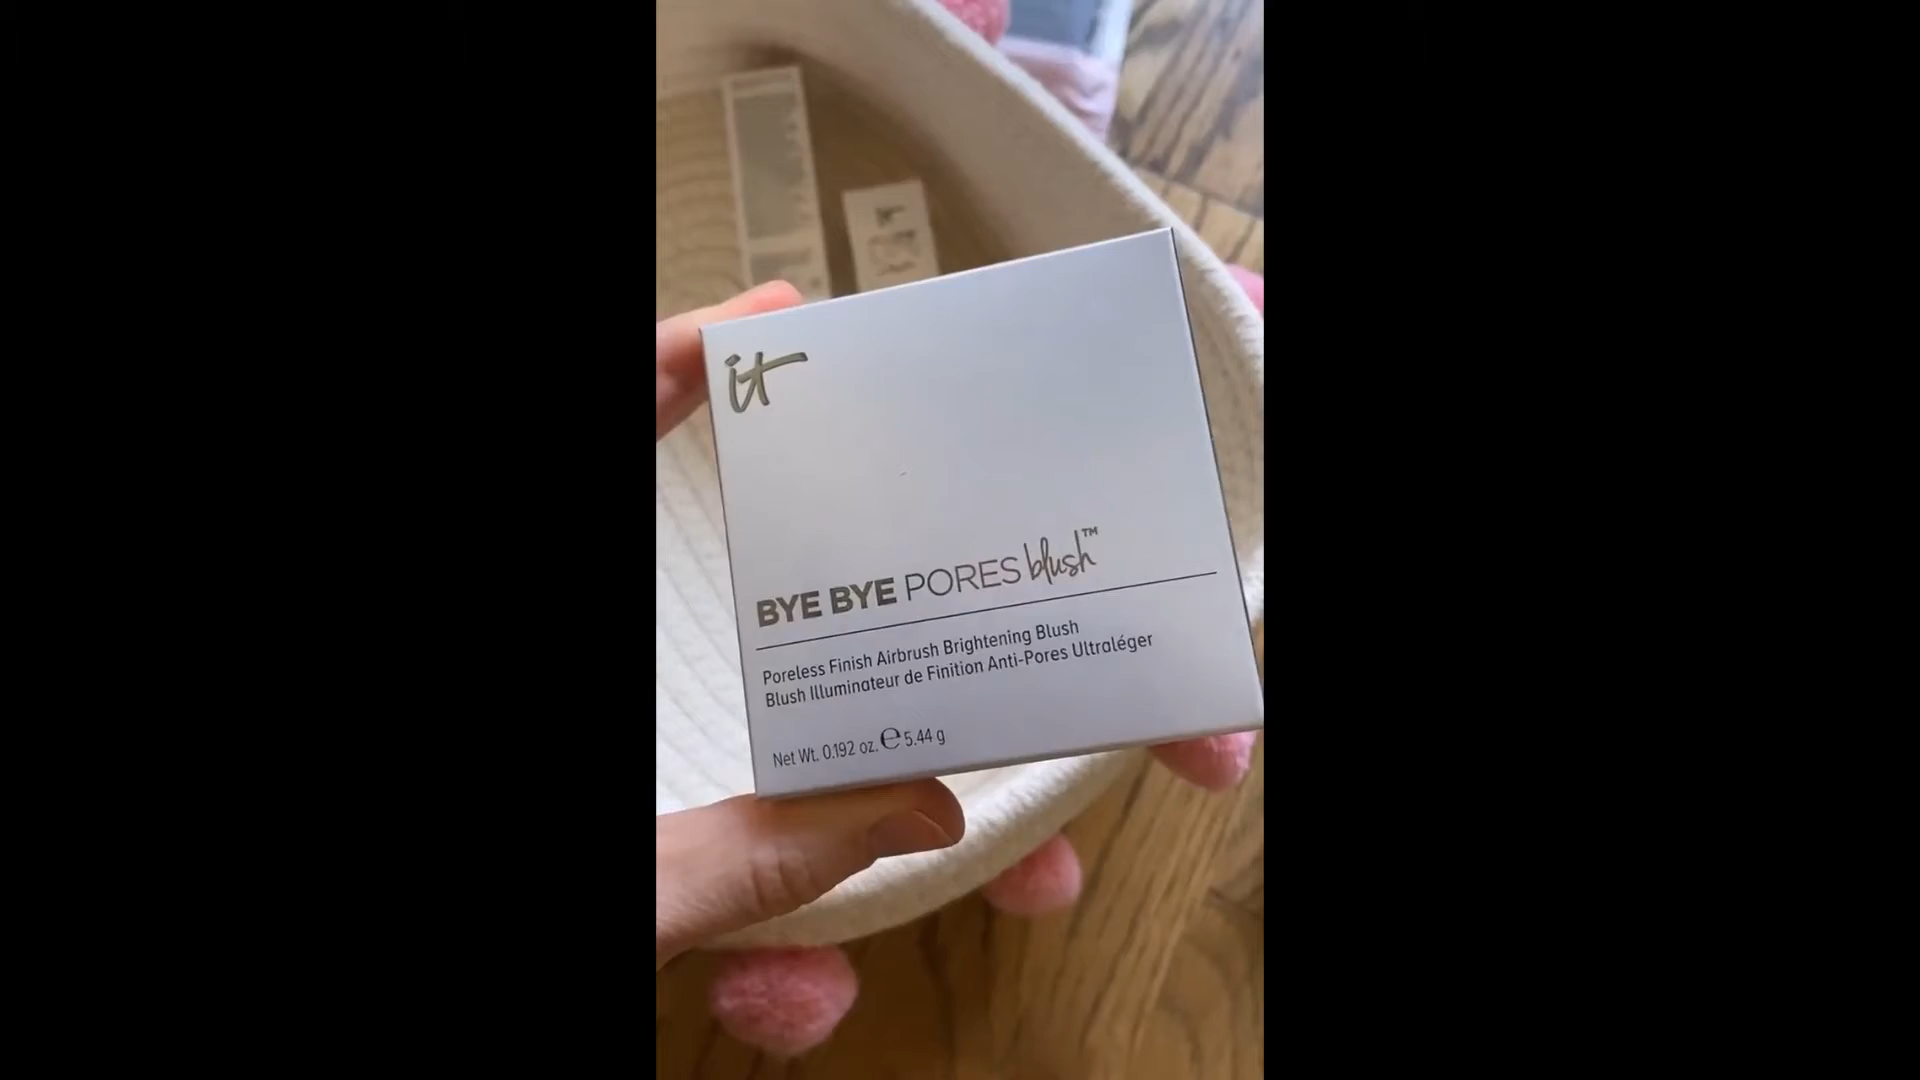 it
BYE BYE PORES blush™
Poreless Finish Airbrush Brightening Blush
Blush Illuminateur de Finition Anti-Pores Ultraléger
Net Wt. 0.192 oz. ℮ 5.44 g
it